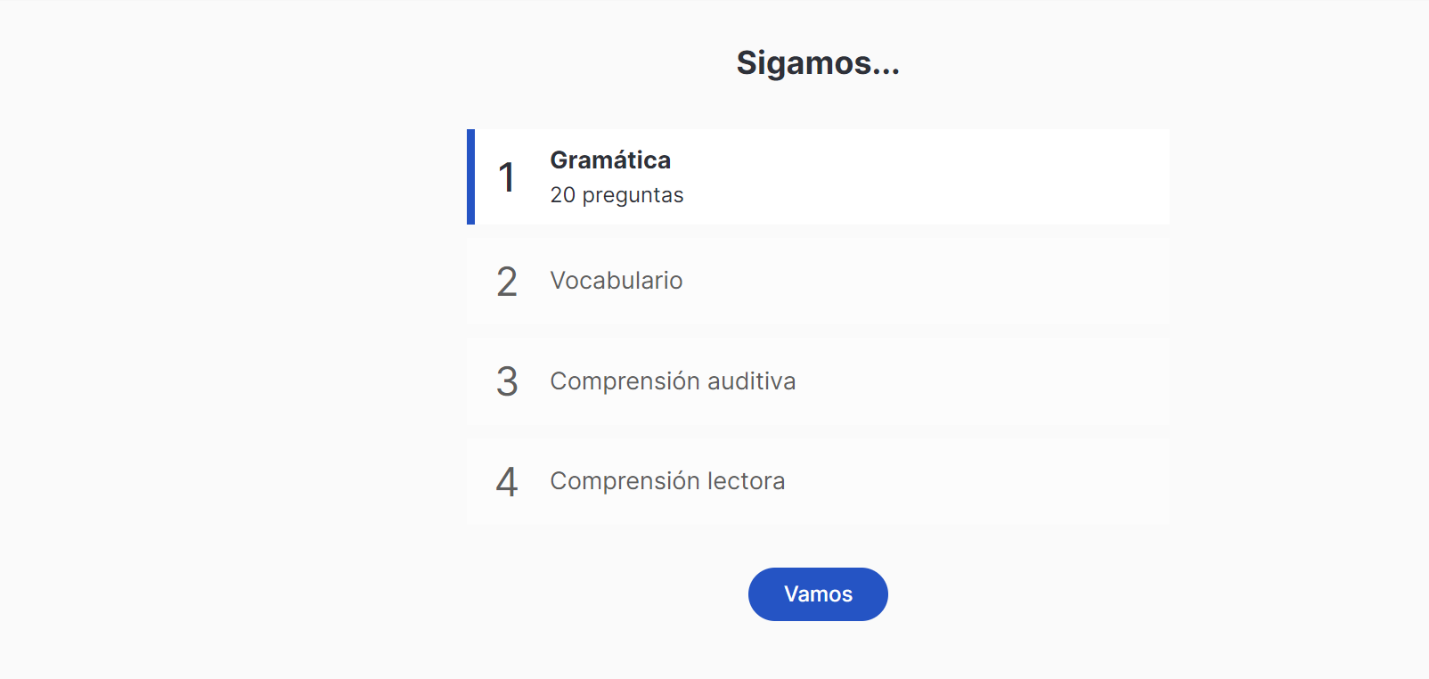 Sigamos...
1
Gramática
20 preguntas
2 Vocabulario
3 Comprensión auditiva
4 Comprensión lectora
Vamos